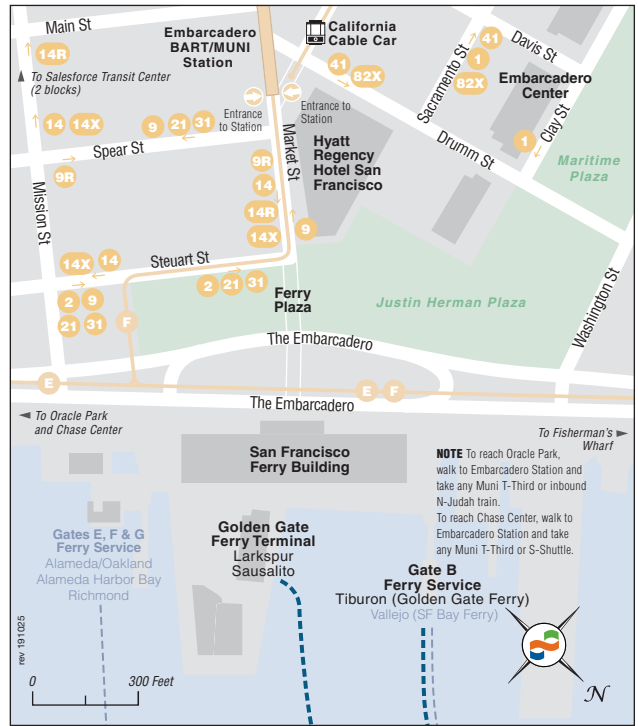 Main St
Embarcadero
BART/MUNI
Station
California
Cable Car
14R
To Salesforce Transit Center
(2 blocks)
41
82X
Sacramento St
41
1
82X
Davis St
Embarcadero
Center
Entrance
to Station
Entrance to
Station
14 14X
9 21 31
Spear St
9R
Market St
Hyatt
Regency
Hotel San
Francisco
Drumm St
1
Clay St
Maritime
Plaza
Mission St
9R
14
14R
14X
9
14X 14
Steuart St
2 21 31
2 9
21 31
F
Ferry
Plaza
Justin Herman Plaza
Washington St
The Embarcadero
E
E F
The Embarcadero
To Oracle Park
and Chase Center
To Fisherman's
Wharf
San Francisco
Ferry Building
NOTE To reach Oracle Park,
walk to Embarcadero Station and
take any Muni T-Third or inbound
N-Judah train.
To reach Chase Center, walk to
Embarcadero Station and take
any Muni T-Third or S-Shuttle.
Gates E, F & G
Ferry Service
Alameda/Oakland
Alameda Harbor Bay
Richmond
Golden Gate
Ferry Terminal
Larkspur
Sausalito
Gate B
Ferry Service
Tiburon (Golden Gate Ferry)
Vallejo (SF Bay Ferry)
rev 191025
0 300 Feet
N